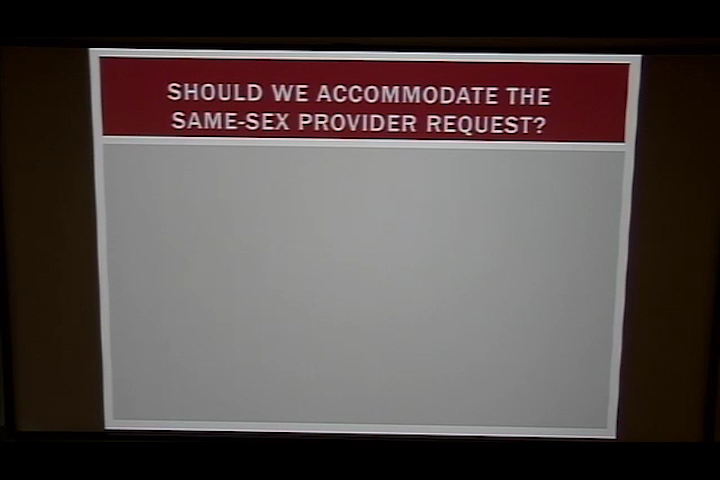 SHOULD WE ACCOMMODATE THE
SAME-SEX PROVIDER REQUEST?